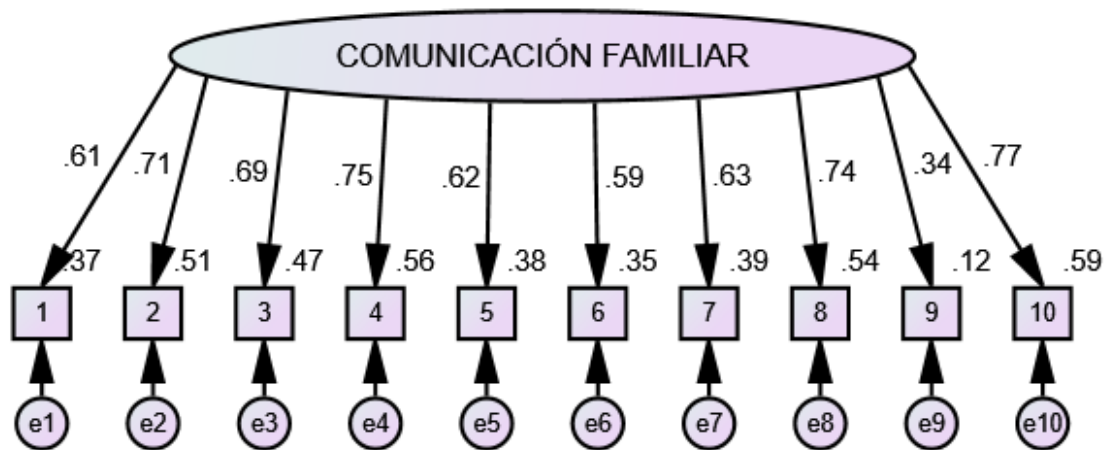 COMUNICACIÓN FAMILIAR
.61 .71 .69 .75 .62 .59 .63 .74 .34 .77
.37 .51 .47 .56 .38 .35 .39 .54 .12 .59
1 2 3 4 5 6 7 8 9 10
e1 e2 e3 e4 e5 e6 e7 e8 e9 e10